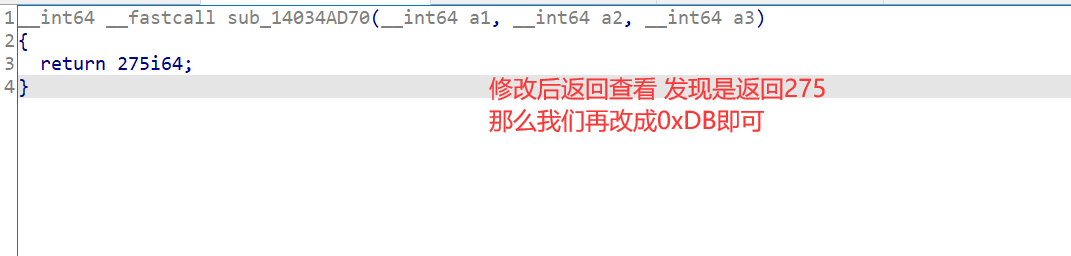 1 __int64 __fastcall sub_14034AD70(__int64 a1, __int64 a2, __int64 a3)
2 {
3 return 275i64;
4 }
修改后返回查看 发现是返回275
那么我们再改成0xDB即可